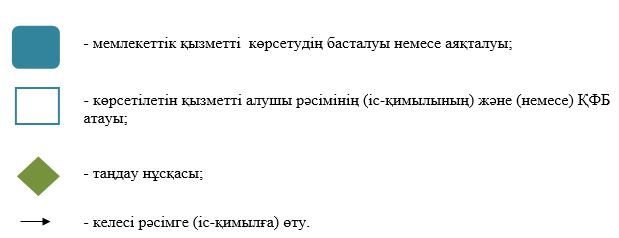 - мемлекеттік қызметті көрсетудің басталуы немесе аяқталуы;
- көрсетілетін қызметті алушы рәсімінің (іс-қимылының) және (немесе) ҚФБ
атауы;
- таңдау нұсқасы;
- келесі рәсімге (іс-қимылға) өту.